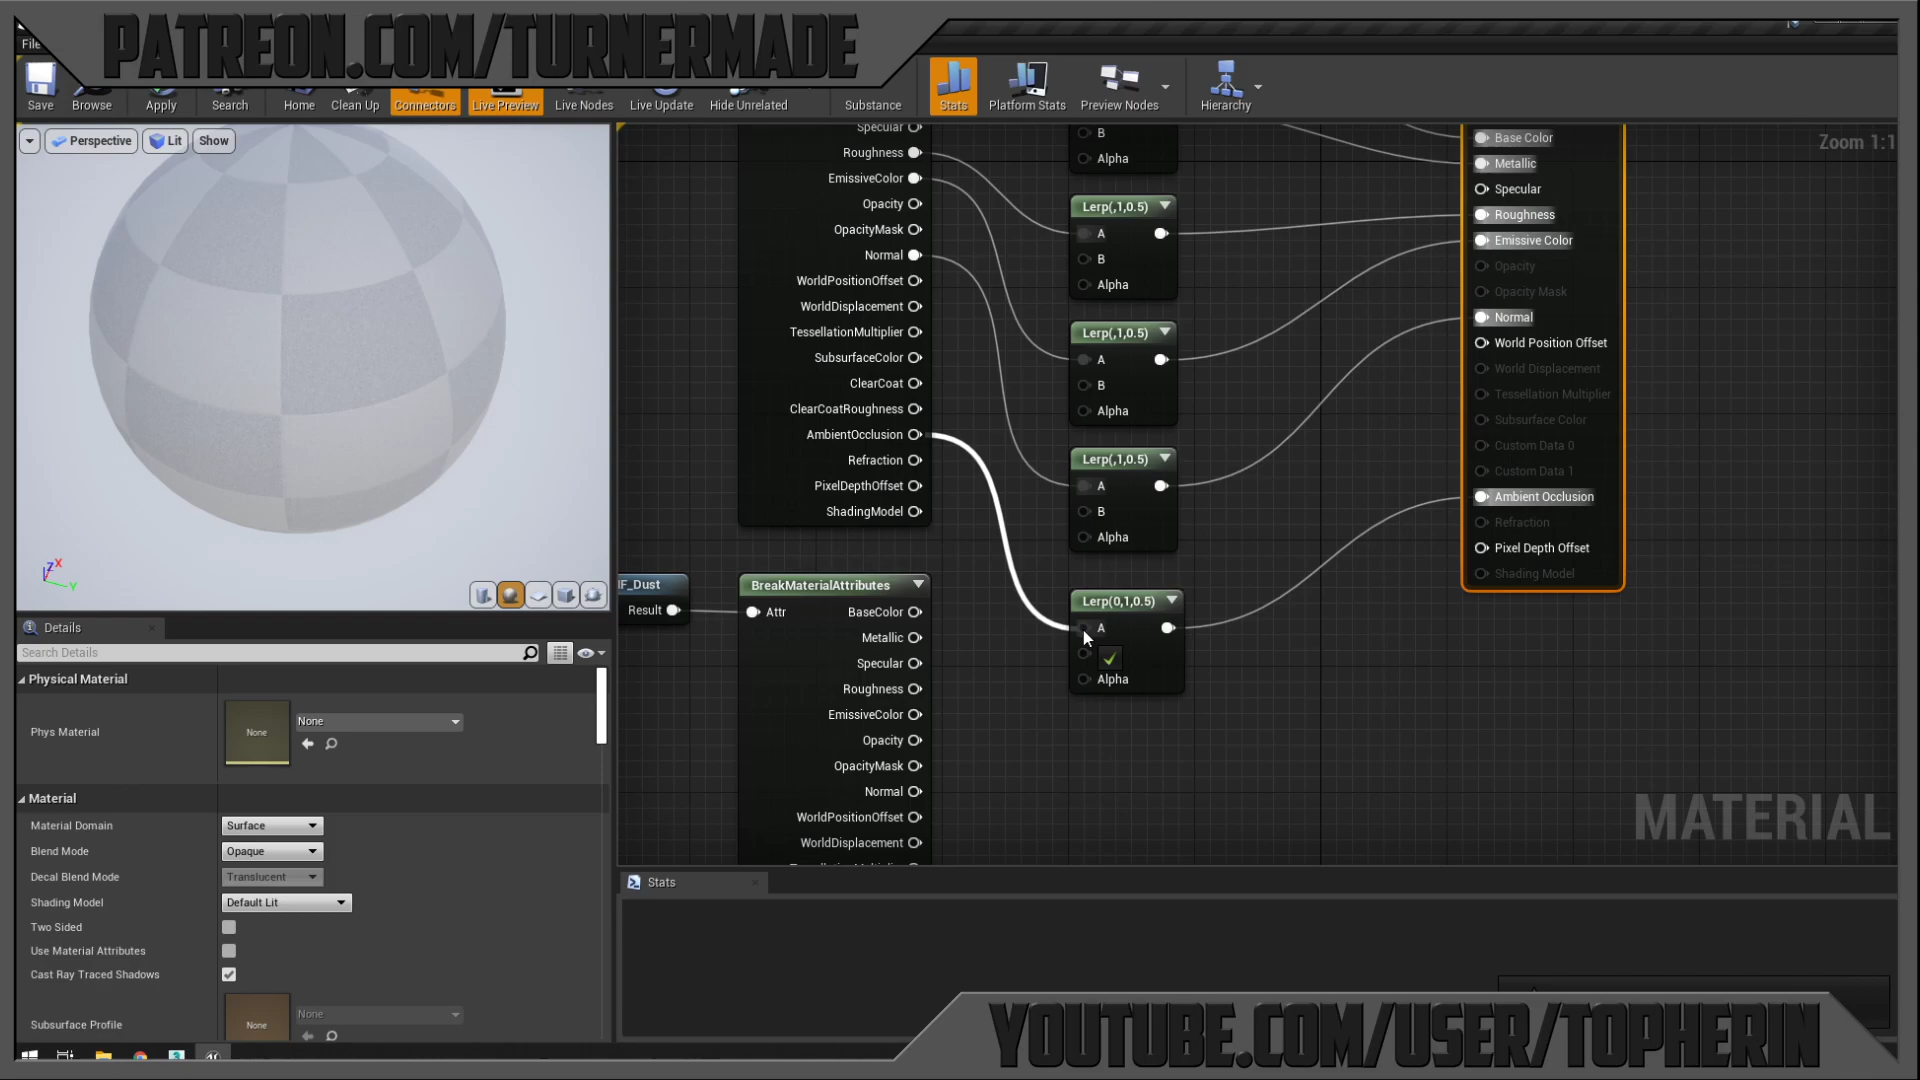 PATREON.COM/TURNERMADE
File
Save
Browse
Apply
Search
Home
Clean Up
Connectors
Live Preview
Live Nodes
Live Update
Hide Unrelated
Substance
Stats
Platform Stats
Preview Nodes
Hierarchy
Perspective
Lit
Show
Zoom 1:1
Specular
Roughness
EmissiveColor
Opacity
OpacityMask
Normal
WorldPositionOffset
WorldDisplacement
TessellationMultiplier
SubsurfaceColor
ClearCoat
ClearCoatRoughness
AmbientOcclusion
Refraction
PixelDepthOffset
ShadingModel
B
Alpha
Lerp(,1,0.5)
A
B
Alpha
Lerp(,1,0.5)
A
B
Alpha
Lerp(,1,0.5)
A
B
Alpha
Lerp(0,1,0.5)
A
Alpha
Base Color
Metallic
Specular
Roughness
Emissive Color
Opacity
Opacity Mask
Normal
World Position Offset
World Displacement
Tessellation Multiplier
Subsurface Color
Custom Data 0
Custom Data 1
Ambient Occlusion
Refraction
Pixel Depth Offset
Shading Model
Z X
Y
F_Dust
Result
BreakMaterialAttributes
Attr
BaseColor
Metallic
Specular
Roughness
EmissiveColor
Opacity
OpacityMask
Normal
WorldPositionOffset
WorldDisplacement
MATERIAL
Details
Search Details
Physical Material
Phys Material
None
None
Material
Material Domain
Surface
Blend Mode
Opaque
Decal Blend Mode
Translucent
Shading Model
Default Lit
Two Sided
Use Material Attributes
Cast Ray Traced Shadows
Subsurface Profile
None
None
Stats
YOUTUBE.COM/USER/TOPHERIN